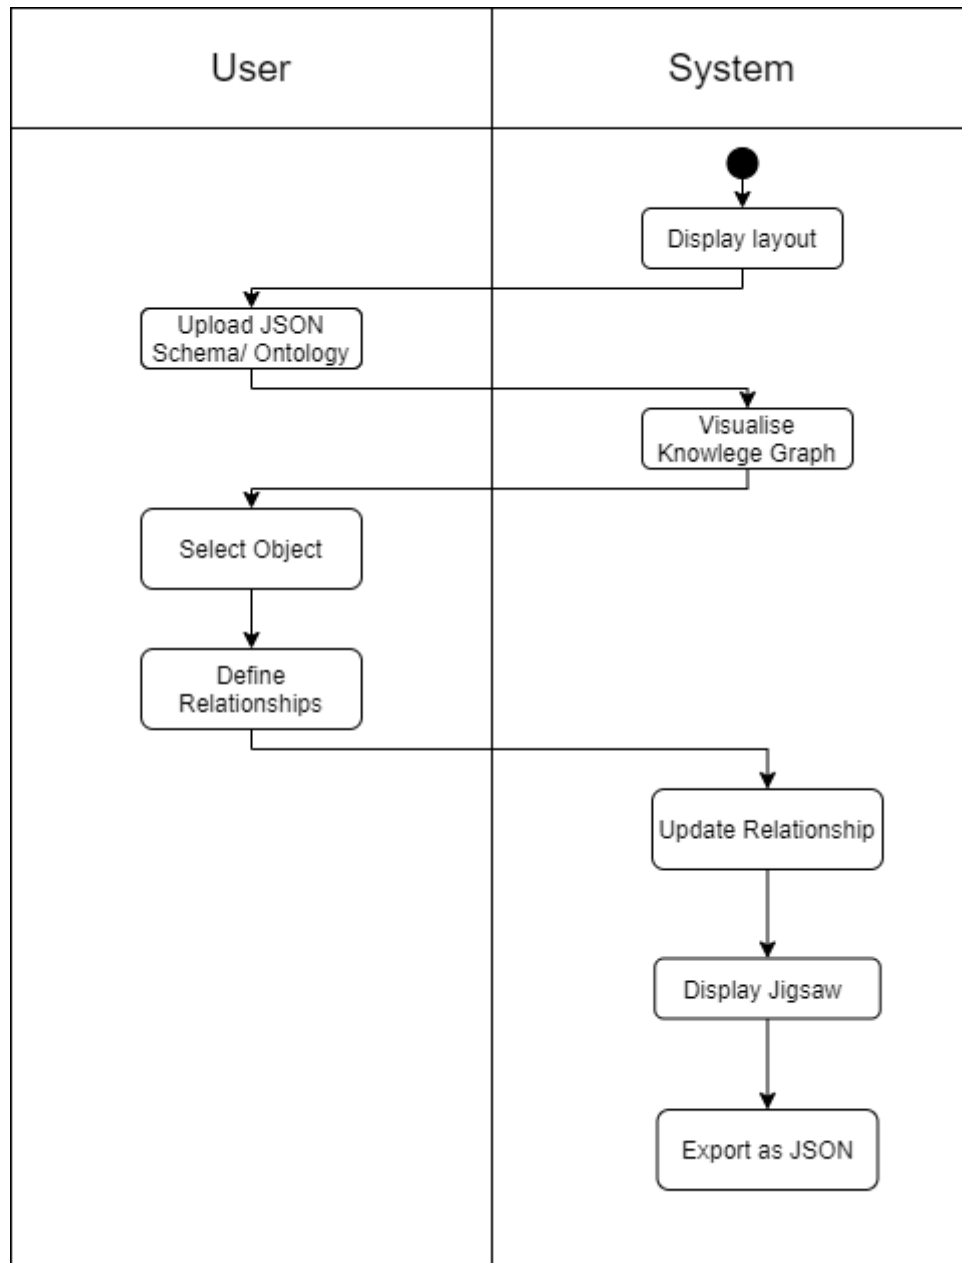 User
System
Display layout
Upload JSON
Schema/ Ontology
Visualise
Knowlege Graph
Select Object
Define
Relationships
Update Relationship
Display Jigsaw
Export as JSON